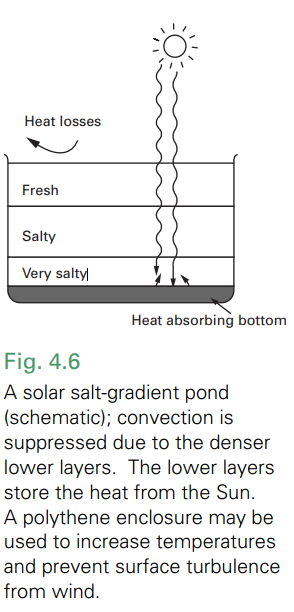 Heat losses
Fresh
Salty
Very salty
Heat absorbing bottom
Fig. 4.6
A solar salt-gradient pond
(schematic); convection is
suppressed due to the denser
lower layers. The lower layers
store the heat from the Sun.
A polythene enclosure may be
used to increase temperatures
and prevent surface turbulence
from wind.